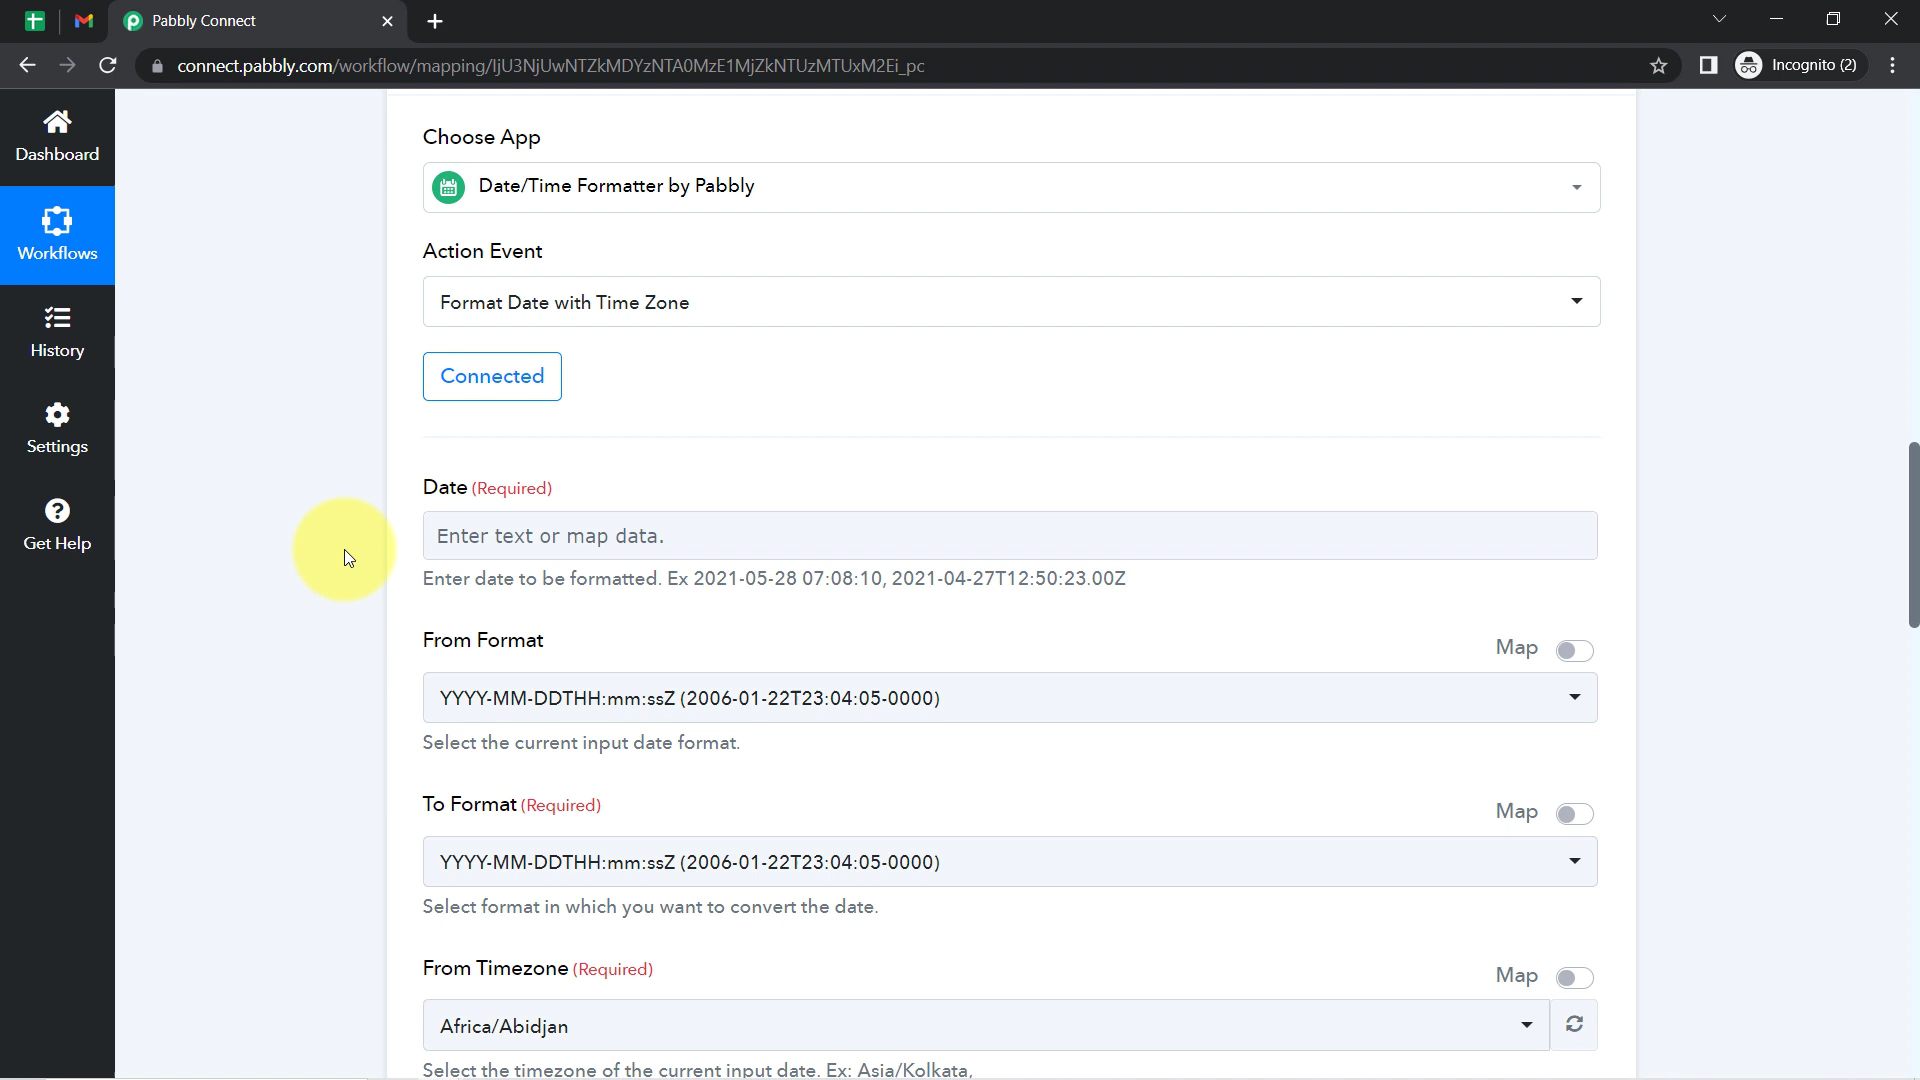 Pabbly Connect
connect.pabbly.com/workflow/mapping/IjU3NjUwNTZkMDYzNTA0MzE1MjZkNTUzMTUxM2Ei_pc
Incognito (2)
Dashboard
Workflows
History
Settings
Get Help
Choose App
Date/Time Formatter by Pabbly
Action Event
Format Date with Time Zone
Connected
Date (Required)
Enter text or map data.
Enter date to be formatted. Ex 2021-05-28 07:08:10, 2021-04-27T12:50:23.00Z
From Format
Map
YYYY-MM-DDTHH:mm:ssZ (2006-01-22T23:04:05-0000)
Select the current input date format.
To Format (Required)
Map
YYYY-MM-DDTHH:mm:ssZ (2006-01-22T23:04:05-0000)
Select format in which you want to convert the date.
From Timezone (Required)
Map
Africa/Abidjan
Select the timezone of the current input date. Ex: Asia/Kolkata,